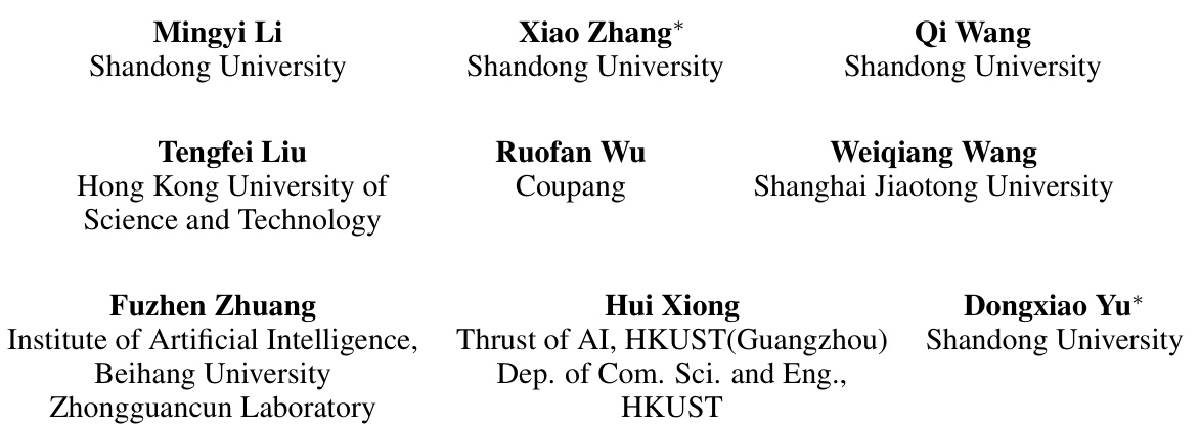 Mingyi Li
Shandong University
Xiao Zhang*
Shandong University
Qi Wang
Shandong University
Tengfei Liu
Hong Kong University of
Science and Technology
Ruofan Wu
Coupang
Weiqiang Wang
Shanghai Jiaotong University
Fuzhen Zhuang
Institute of Artificial Intelligence,
Beihang University
Zhongguancun Laboratory
Hui Xiong
Thrust of AI, HKUST(Guangzhou)
Dep. of Com. Sci. and Eng.,
HKUST
Dongxiao Yu*
Shandong University